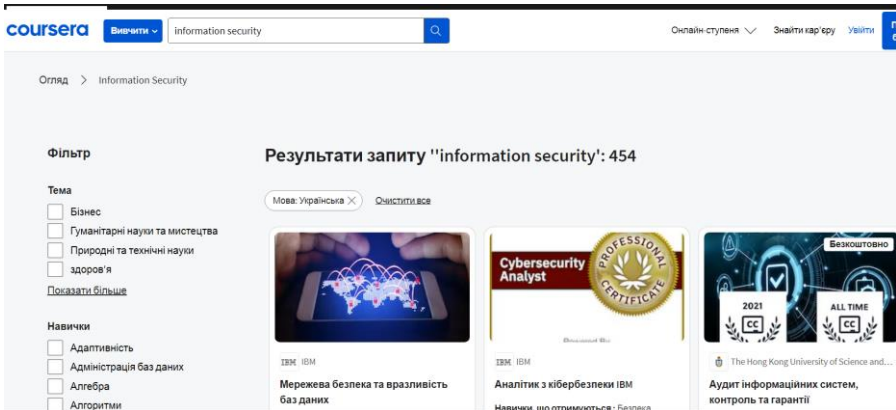 coursera
Вивчити
information security
Онлайн-ступеня
Знайти кар'єру
Увійти
Огляд > Information Security
Фільтр
Результати запиту ''information security': 454
Тема
Мова: Українська
Очистити все
Бізнес
Гуманітарні науки та мистецтва
Природні та технічні науки
здоров'я
Показати більше
Навички
Адаптивність
Адміністрація баз даних
Алгебра
Алгоритми
IBM IBM
Мережева безпека та вразливість
баз даних
Cybersecurity
Analyst
PROFESSIONAL
CERTIFICATE
IBM IBM
Аналітик з кібербезпеки IBM
Навички, що отримуються: Безпека
Безкоштовно
2021
CC
ALL TIME
CC
The Hong Kong University of Science and...
Аудит інформаційних систем,
контроль та гарантії